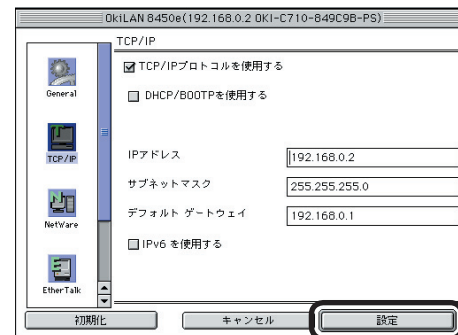 OkiLAN 8450e(192.168.0.2 OKI-C710-849C9B-PS)
TCP/IP
TCP/IPプロトコルを使用する
General
DHCP/BOOTPを使用する
TCP/IP
IPアドレス
192.168.0.2
サブネットマスク
255.255.255.0
デフォルト ゲートウェイ
192.168.0.1
NetWare
IPv6 を使用する
EtherTalk
初期化
キャンセル
設定